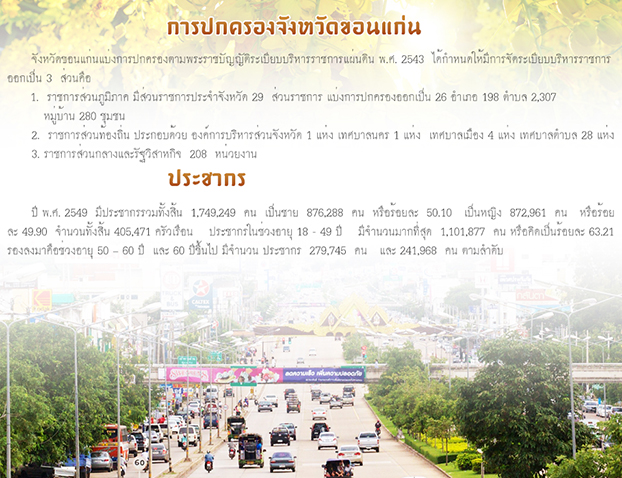 การปกครองจังหวัดขอนแก่น
จังหวัดขอนแก่นแบ่งการปกครองตามพระราชบัญญัติระเบียบบริหารราชการแผ่นดิน พ.ศ. 2543 ได้กำหนดให้มีการจัดระเบียบบริหารราชการ
ออกเป็น 3 ส่วนคือ
1. ราชการส่วนภูมิภาค มีส่วนราชการประจำจังหวัด 29 ส่วนราชการ แบ่งการปกครองออกเป็น 26 อำเภอ 198 ตำบล 2,307
หมู่บ้าน 280 ชุมชน
2. ราชการส่วนท้องถิ่น ประกอบด้วย องค์การบริหารส่วนจังหวัด 1 แห่ง เทศบาลนคร 1 แห่ง เทศบาลเมือง 4 แห่ง เทศบาลตำบล 28 แห่ง
3. ราชการส่วนกลางและรัฐวิสาหกิจ 208 หน่วยงาน
ประชากร
ปี พ.ศ. 2549 มีประชากรรวมทั้งสิ้น 1,749,249 คน เป็นชาย 876,288 คน หรือร้อยละ 50.10 เป็นหญิง 872,961 คน หรือร้อย
ละ 49.90 จำนวนทั้งสิ้น 405,471 ครัวเรือน ประชากรในช่วงอายุ 18 - 49 ปี มีจำนวนมากที่สุด 1,101,877 คน หรือคิดเป็นร้อยละ 63.21
รองลงมาคือช่วงอายุ 50 – 60 ปี และ 60 ปีขึ้นไป มีจำนวน ประชากร 279,745 คน และ 241,968 คน ตามลำดับ
ลดความเร็ว เพิ่มความปลอดภัย
60